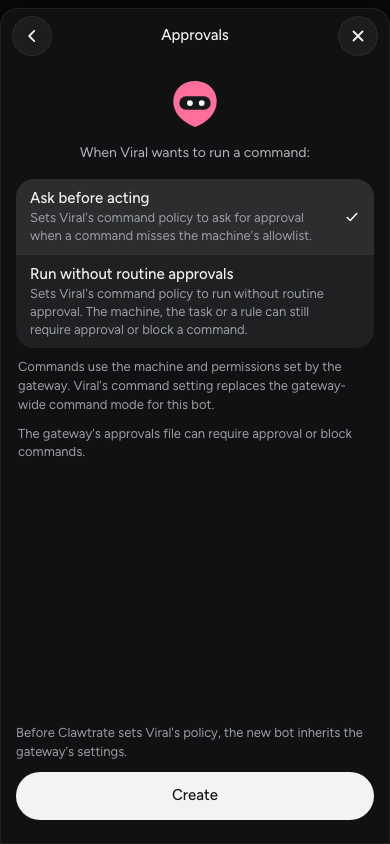 Approvals
When Viral wants to run a command:
Ask before acting
Sets Viral's command policy to ask for approval
when a command misses the machine's allowlist.
Run without routine approvals
Sets Viral's command policy to run without routine
approval. The machine, the task or a rule can still
require approval or block a command.
Commands use the machine and permissions set by the
gateway. Viral's command setting replaces the gateway-
wide command mode for this bot.
The gateway's approvals file can require approval or block
commands.
Before Clawtrate sets Viral's policy, the new bot inherits the
gateway's settings.
Create